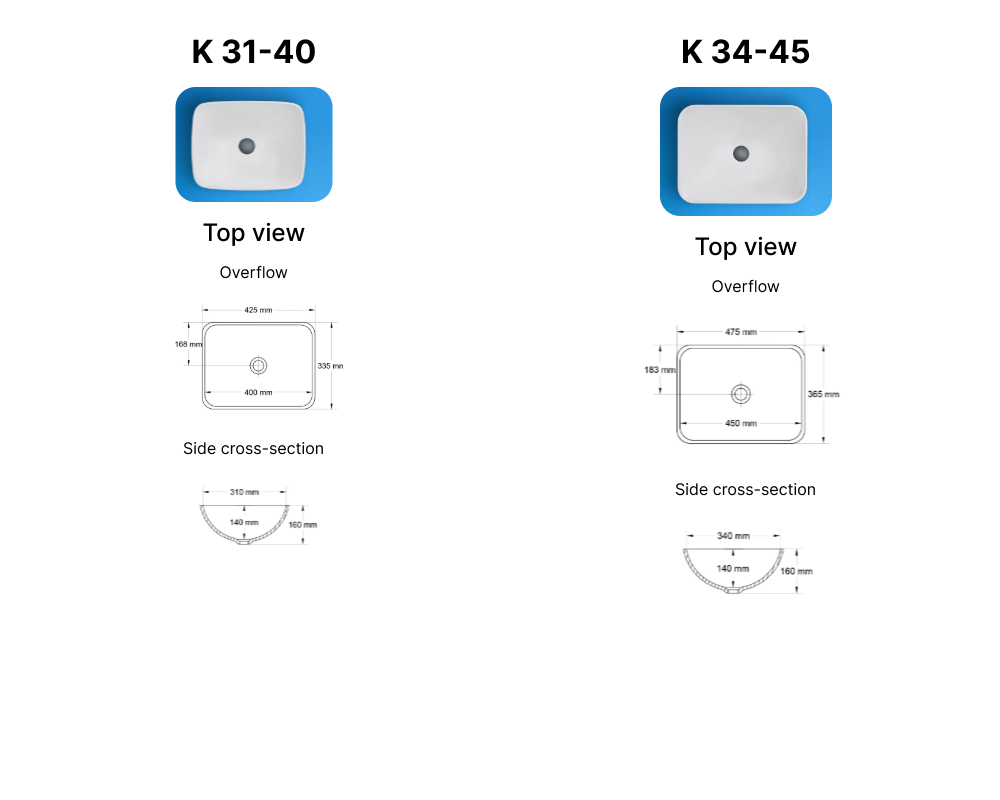 K 31-40
Top view
Overflow
425 mm
168 mm
335 mm
400 mm
Side cross-section
310 mm
140 mm
160 mm
K 34-45
Top view
Overflow
475 mm
183 mm
365 mm
450 mm
Side cross-section
340 mm
140 mm
160 mm